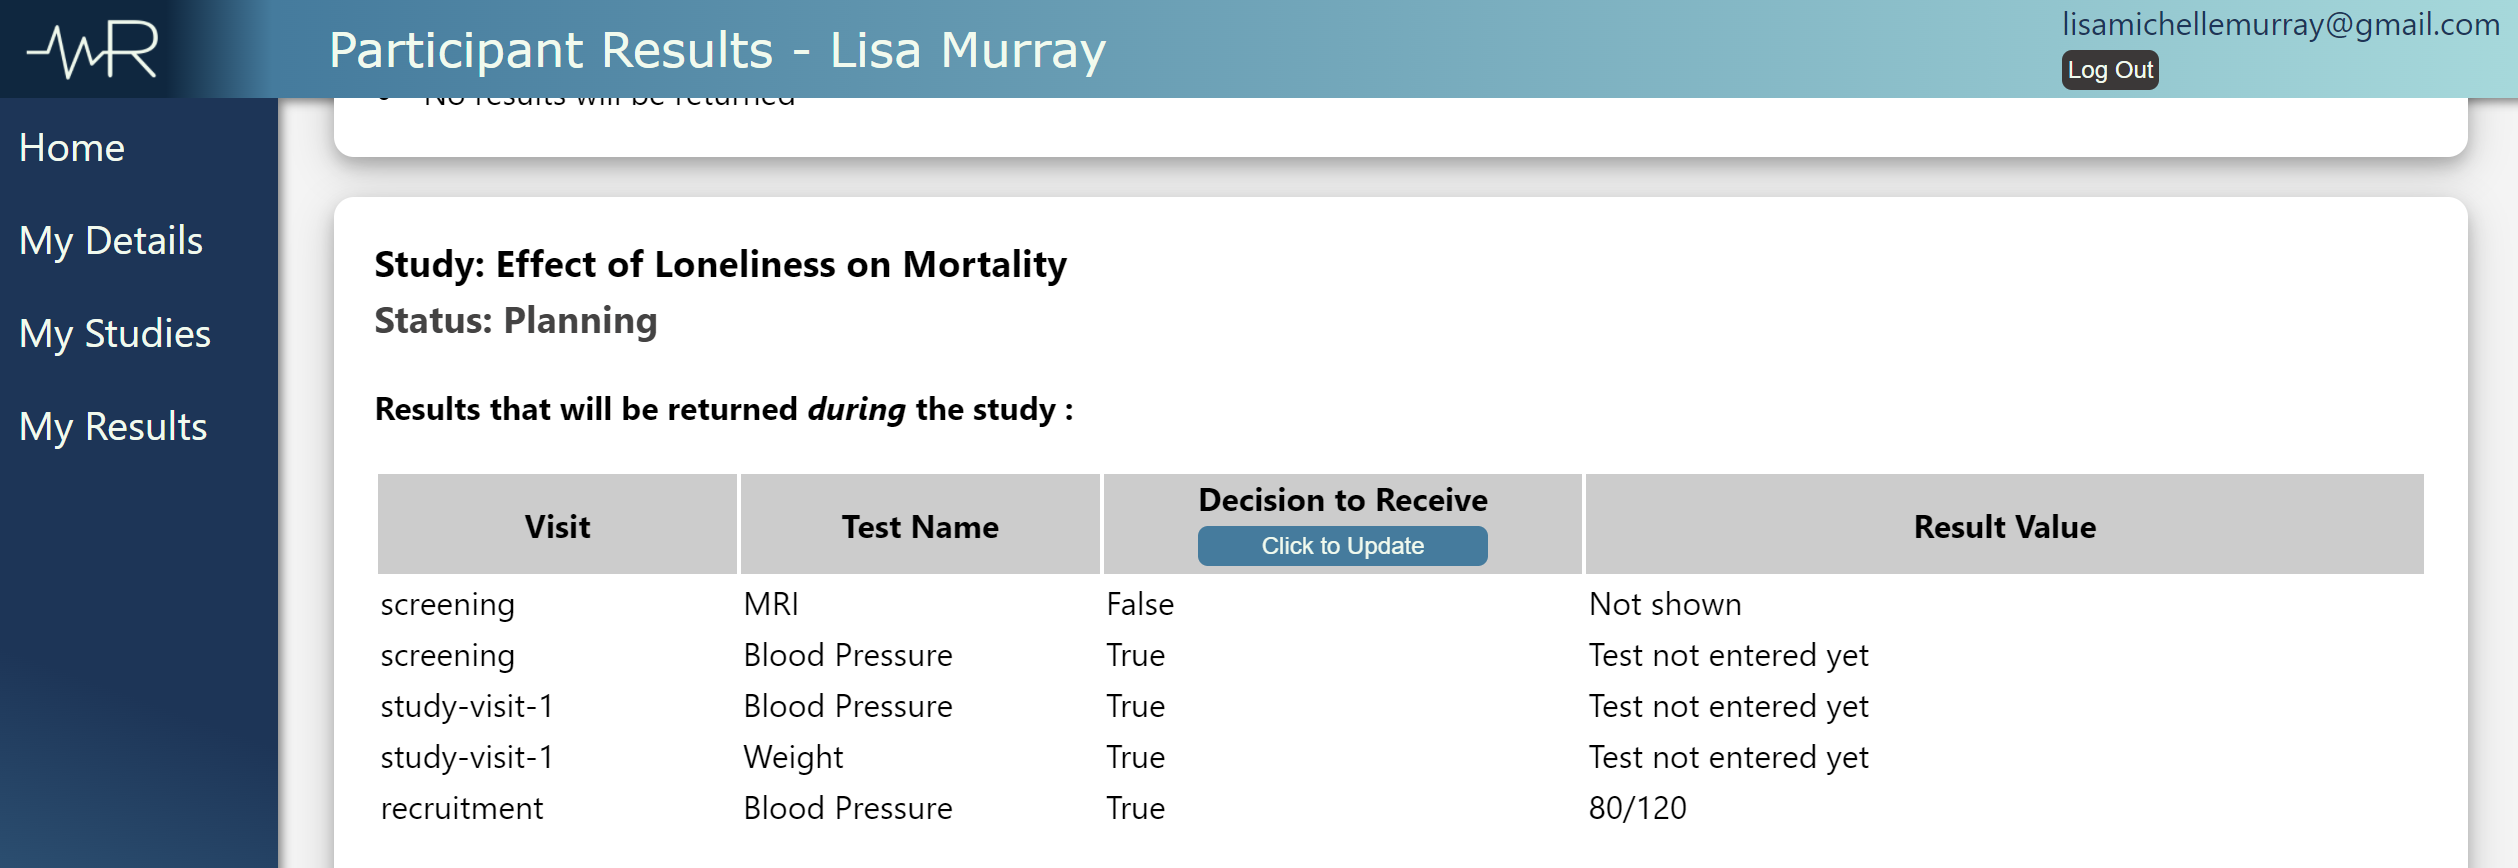 WR
Participant Results - Lisa Murray
lisamichellemurray@gmail.com
Log Out
Home
My Details
My Studies
My Results
No results will be returned
Study: Effect of Loneliness on Mortality
Status: Planning
Results that will be returned during the study :
Visit Test Name Decision to Receive Result Value
Click to Update
screening MRI False Not shown
screening Blood Pressure True Test not entered yet
study-visit-1 Blood Pressure True Test not entered yet
study-visit-1 Weight True Test not entered yet
recruitment Blood Pressure True 80/120